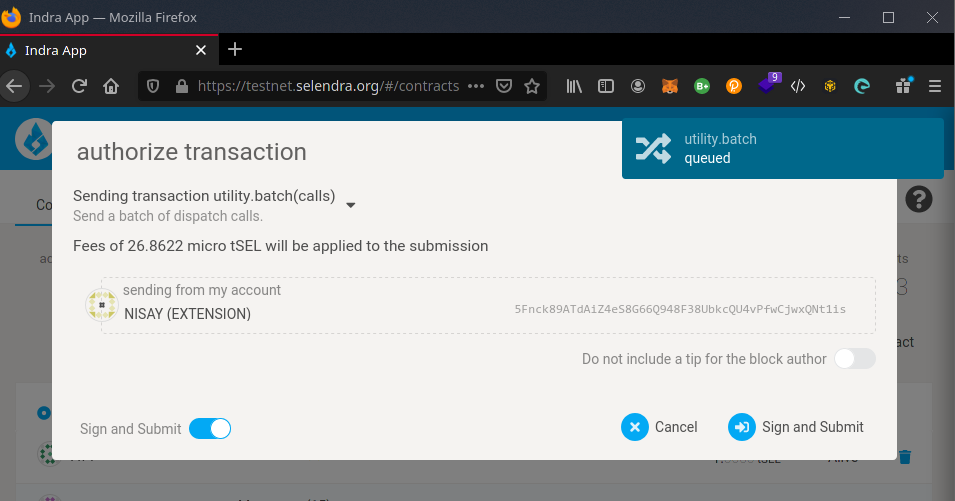 Indra App — Mozilla Firefox
Indra App
https://testnet.selendra.org/#/contracts
9
B+
utility.batch
queued
authorize transaction
Sending transaction utility.batch(calls)
Send a batch of dispatch calls.
Fees of 26.8622 micro tSEL will be applied to the submission
sending from my account
NISAY (EXTENSION)
5Fnck89ATdAiZ4eS8G66Q948F38UbkcQU4vPfwCjwxQNt1is
Do not include a tip for the block author
Sign and Submit
Cancel
Sign and Submit